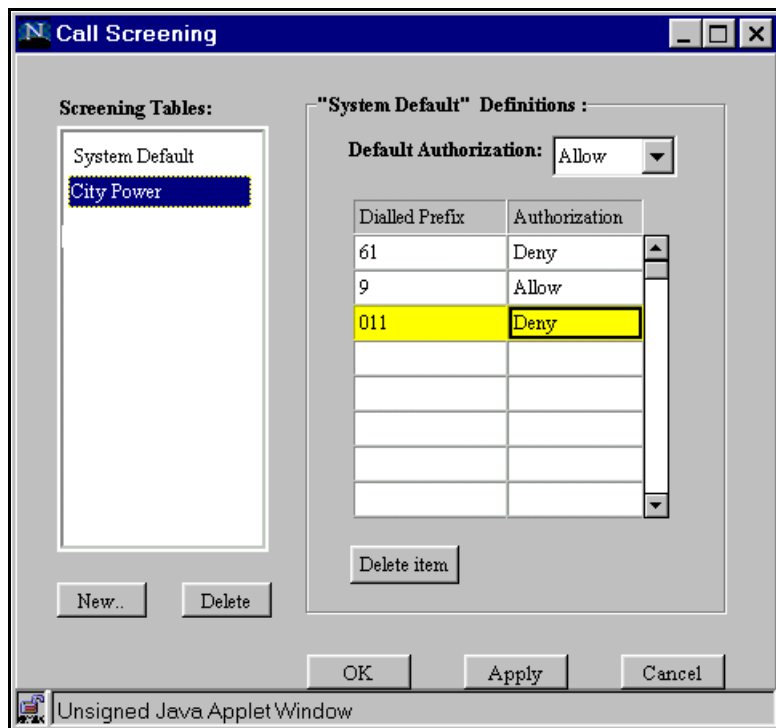 N Call Screening
Screening Tables:
System Default
City Power
New..
Delete
"System Default" Definitions :
Default Authorization: Allow
Dialled Prefix Authorization
61 Deny
9 Allow
011 Deny
Delete item
OK Apply Cancel
Unsigned Java Applet Window